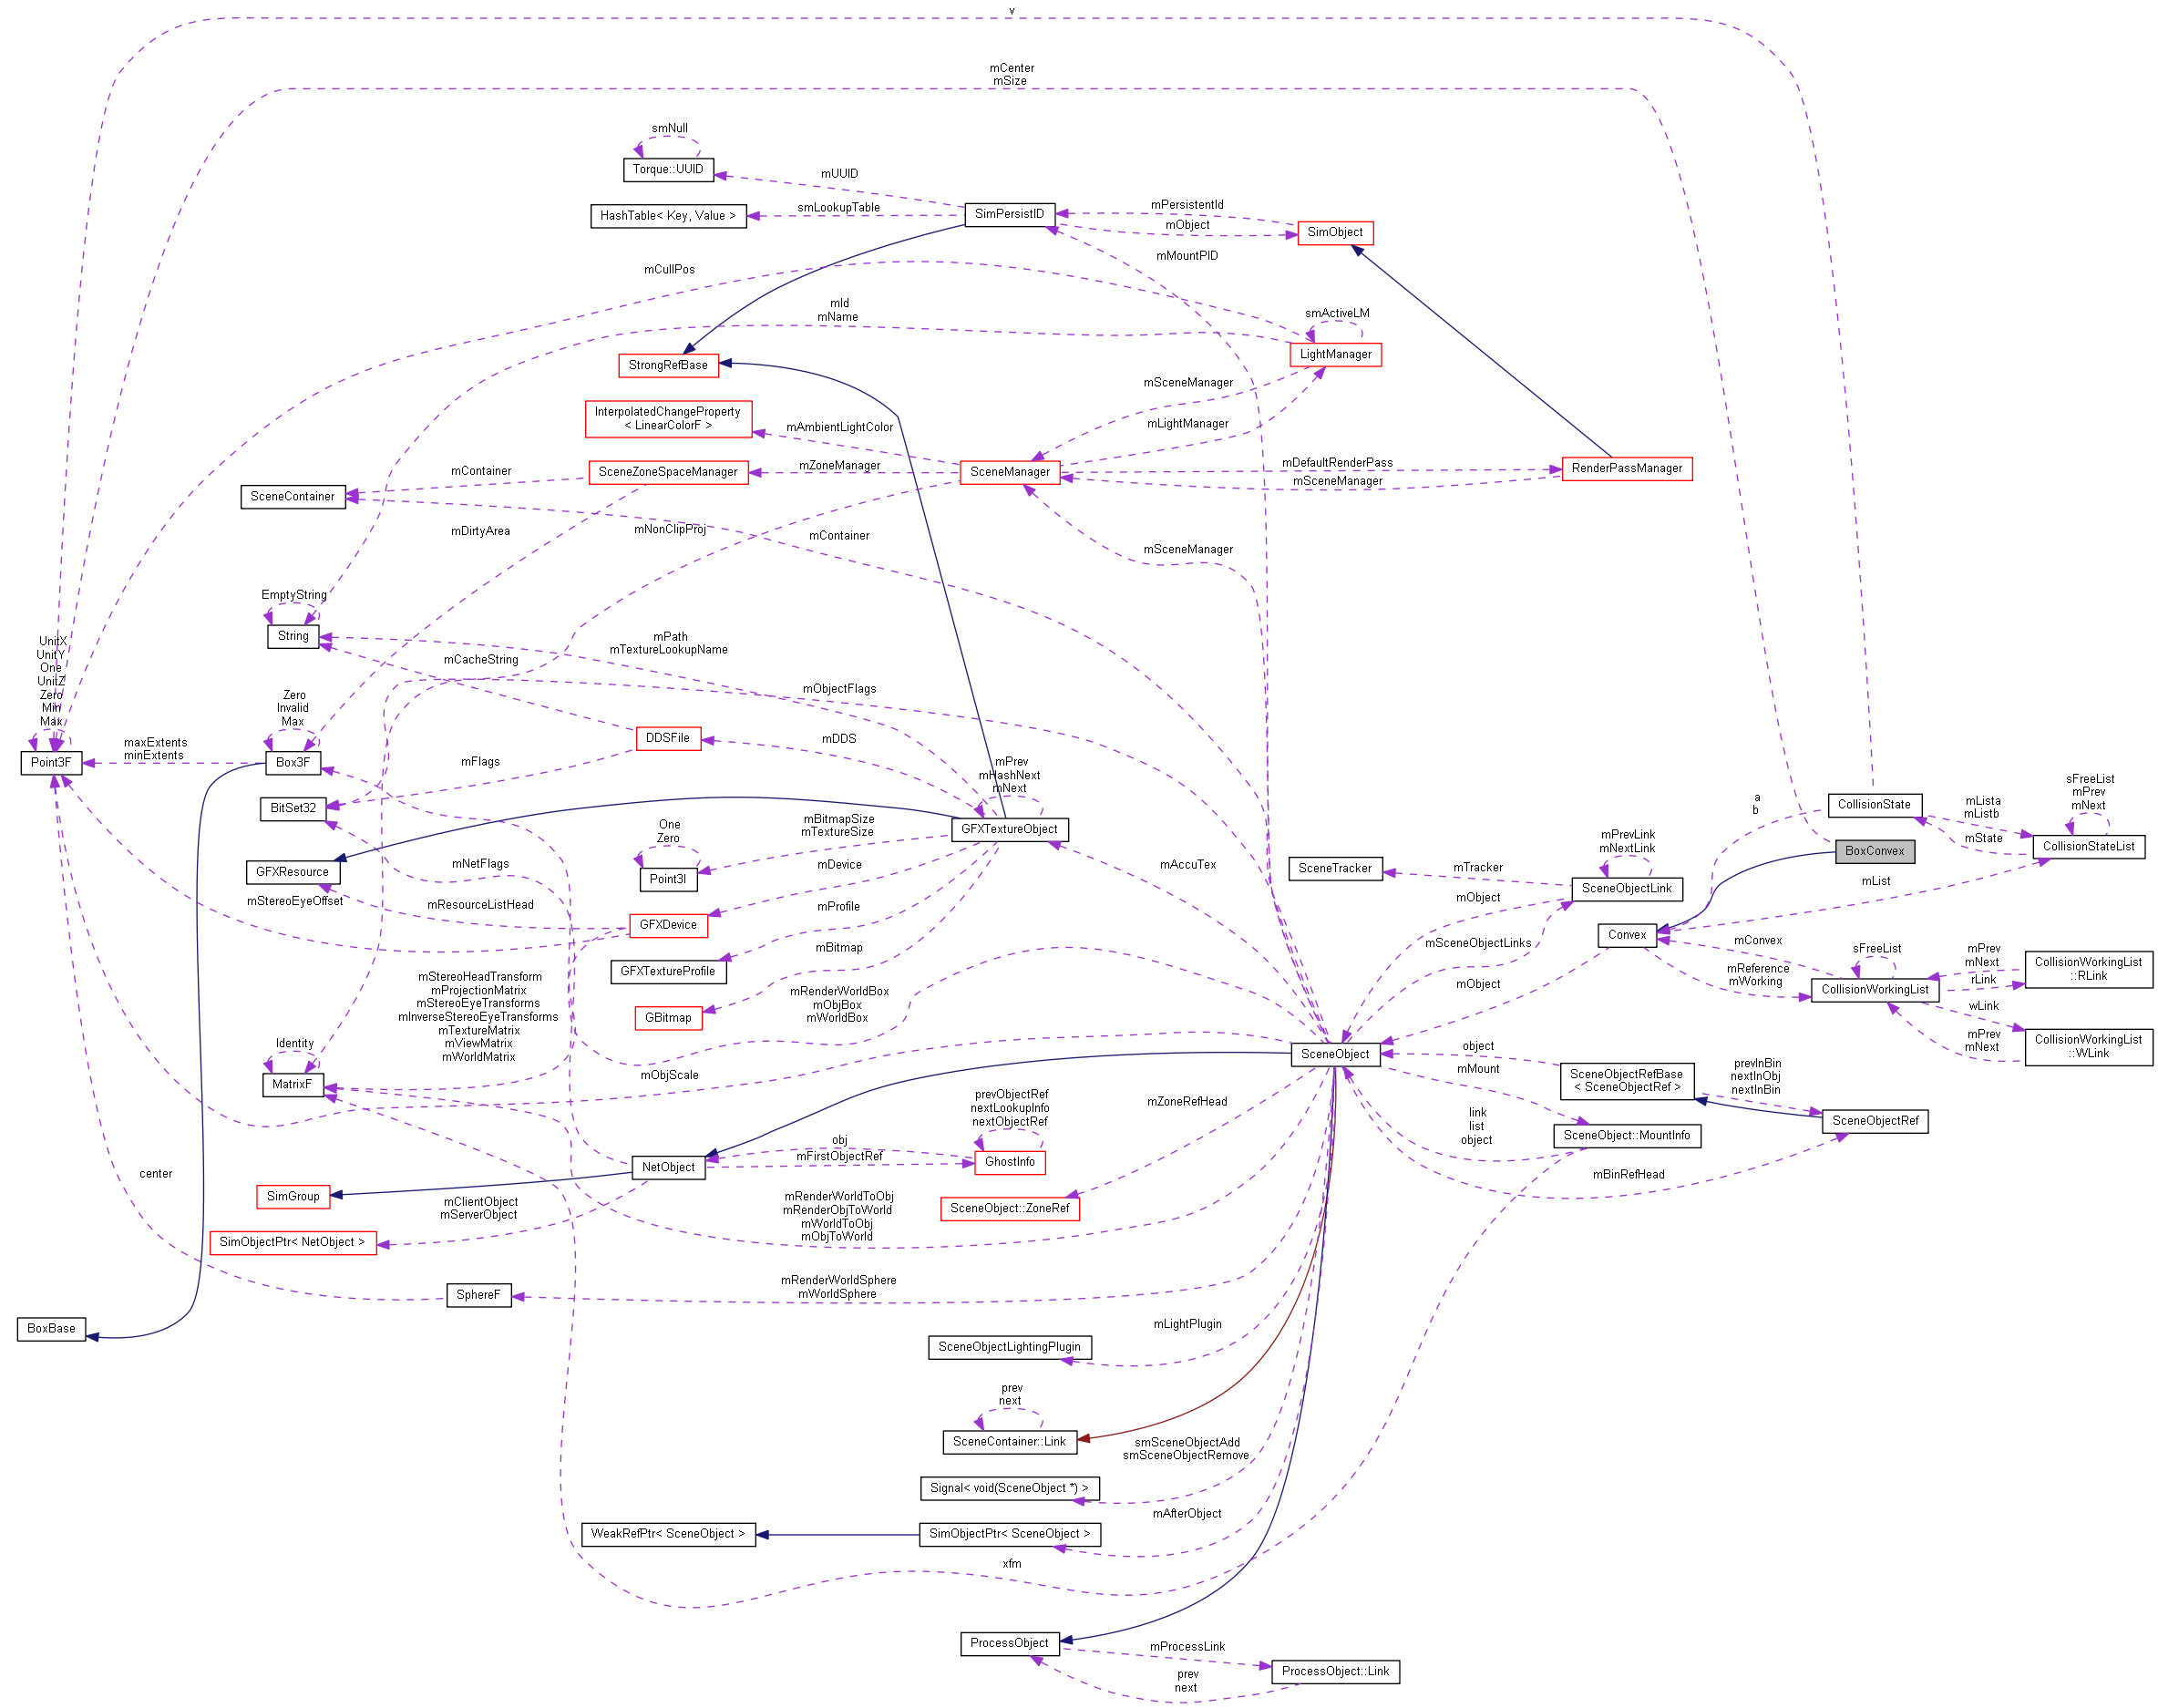 v
mCenter
mSize
smNull
Torque::UUID
mUUID
HashTable< Key, Value >
smLookupTable
SimPersistID
mPersistentId
mObject
SimObject
mCullPos
mMountPID
mId
mName
smActiveLM
LightManager
StrongRefBase
mSceneManager
InterpolatedChangeProperty
< LinearColorF >
mAmbientLightColor
mLightManager
SceneZoneSpaceManager
mZoneManager
SceneManager
mDefaultRenderPass
mSceneManager
RenderPassManager
mContainer
SceneContainer
mDirtyArea
mNonClipProj
mContainer
mSceneManager
EmptyString
String
mPath
mTextureLookupName
mCacheString
mObjectFlags
UnitX
UnitY
One
UnitZ
Zero
Min
Max
Point3F
maxExtents
minExtents
Zero
Invalid
Max
Box3F
DDSFile
mDDS
mFlags
BitSet32
mPrev
mHashNext
mNext
GFXTextureObject
mBitmapSize
mTextureSize
One
Zero
Point3I
a
b
CollisionState
mLista
mListb
mState
sFreeList
mPrev
mNext
CollisionStateList
BoxConvex
GFXResource
mNetFlags
mStereoEyeOffset
mResourceListHead
GFXDevice
mDevice
mProfile
mBitmap
mAccuTex
SceneTracker
mTracker
mPrevLink
mNextLink
SceneObjectLink
mObject
mList
mSceneObjectLinks
Convex
mConvex
mReference
mWorking
sFreeList
CollisionWorkingList
mPrev
mNext
rLink
CollisionWorkingList
::RLink
wLink
mPrev
mNext
CollisionWorkingList
::WLink
GFXTextureProfile
GBitmap
mStereoHeadTransform
mProjectionMatrix
mStereoEyeTransforms
mInverseStereoEyeTransforms
mTextureMatrix
mViewMatrix
mWorldMatrix
mRenderWorldBox
mObjBox
mWorldBox
mObject
Identity
MatrixF
mObjScale
SceneObject
object
mMount
SceneObjectRefBase
< SceneObjectRef >
prevInBin
nextInObj
nextInBin
SceneObjectRef
link
list
object
SceneObject::MountInfo
mBinRefHead
mZoneRefHead
prevObjectRef
nextLookupInfo
nextObjectRef
GhostInfo
obj
mFirstObjectRef
NetObject
center
SimGroup
mClientObject
mServerObject
SimObjectPtr< NetObject >
mRenderWorldToObj
mRenderObjToWorld
mWorldToObj
mObjToWorld
SceneObject::ZoneRef
SphereF
mRenderWorldSphere
mWorldSphere
BoxBase
SceneObjectLightingPlugin
mLightPlugin
prev
next
SceneContainer::Link
smSceneObjectAdd
smSceneObjectRemove
Signal< void(SceneObject *) >
mAfterObject
WeakRefPtr< SceneObject >
SimObjectPtr< SceneObject >
xfm
ProcessObject
mProcessLink
prev
next
ProcessObject::Link